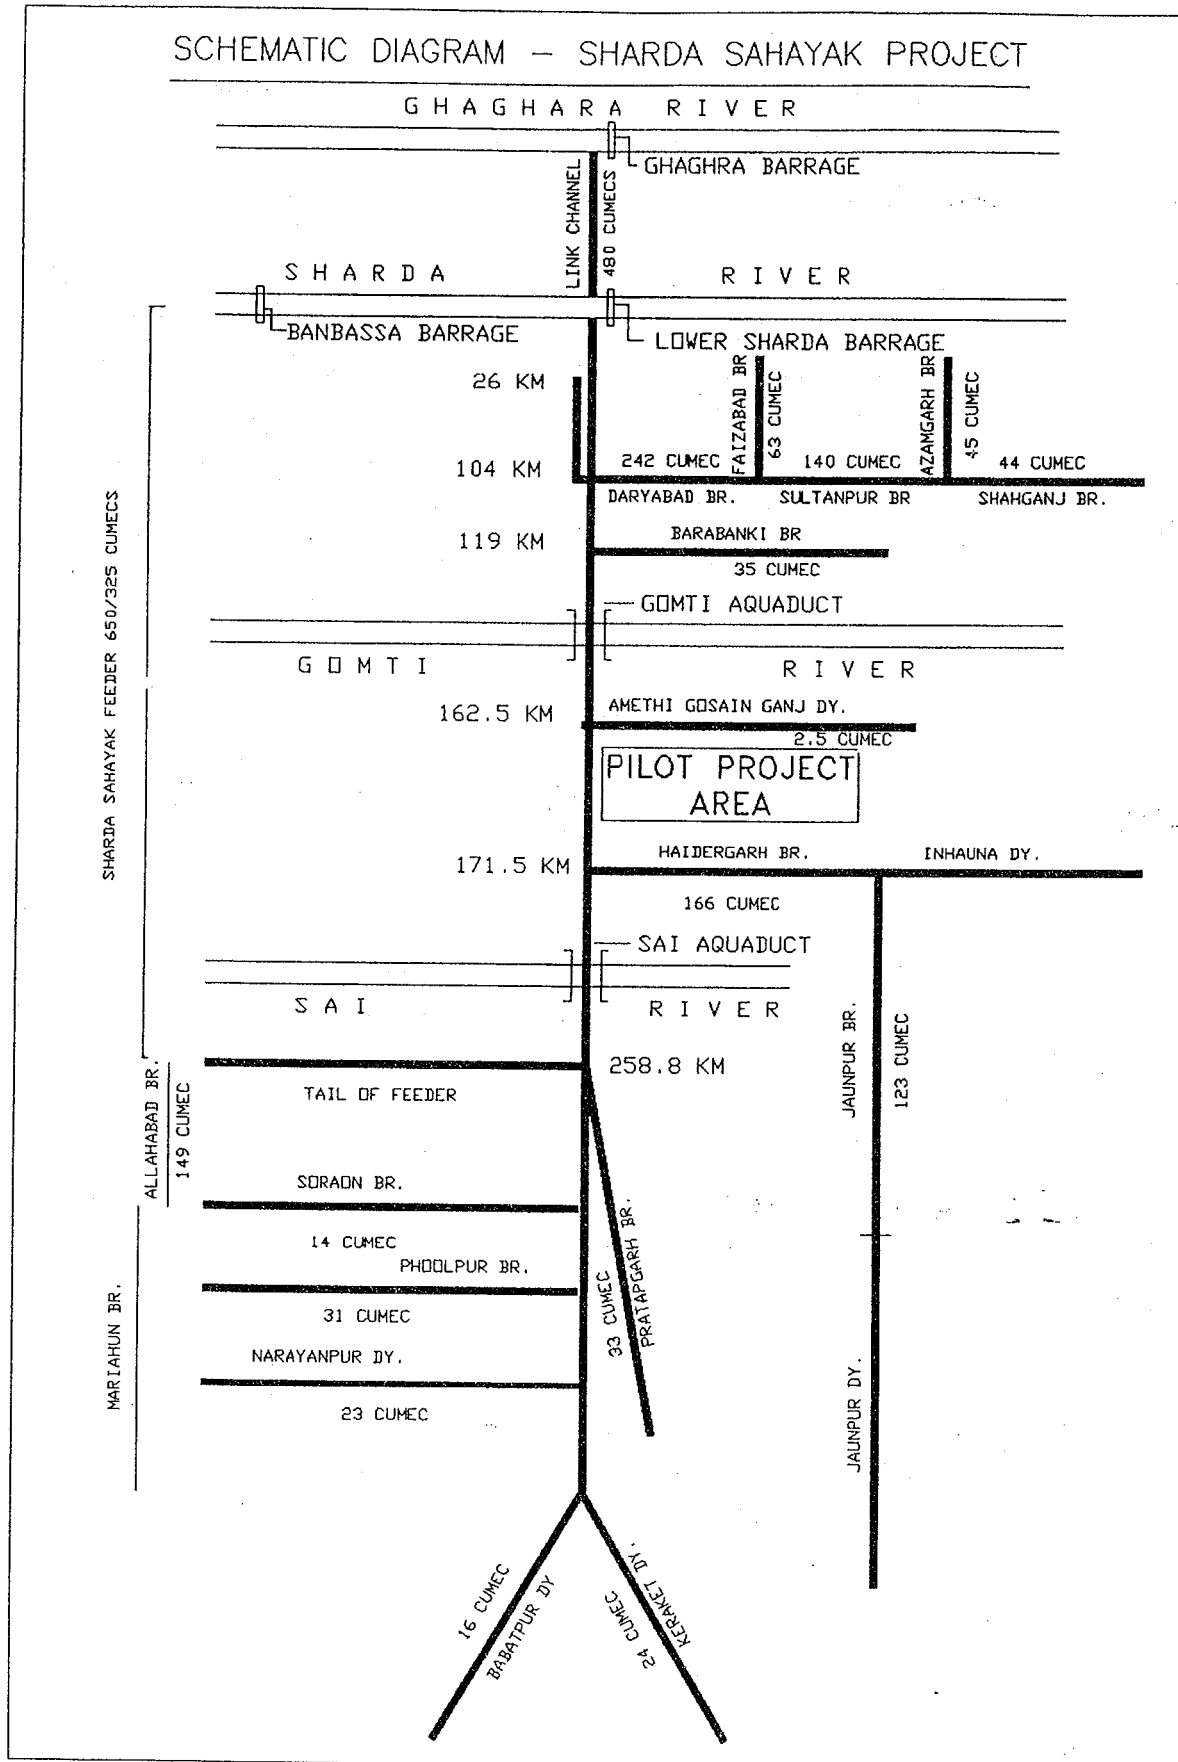 SCHEMATIC DIAGRAM – SHARDA SAHAYAK PROJECT
GHAGHARA RIVER
GHAGHRA BARRAGE
LINK CHANNEL
480 CUMECS
SHARDA RIVER
BANBASSA BARRAGE
LOWER SHARDA BARRAGE
26 KM
FAIZABAD BR
63 CUMEC
AZAMGARH BR
45 CUMEC
104 KM
242 CUMEC
140 CUMEC
44 CUMEC
DARYABAD BR.
SULTANPUR BR
SHAHGANJ BR.
119 KM
BARABANKI BR
35 CUMEC
SHARDA SAHAYAK FEEDER 650/325 CUMECS
GOMTI AQUADUCT
GOMTI RIVER
162.5 KM
AMETHI GOSAIN GANJ DY.
2.5 CUMEC
PILOT PROJECT
AREA
171.5 KM
HAIDERGARH BR.
INHAUNA DY.
166 CUMEC
SAI AQUADUCT
SAI RIVER
JAUNPUR BR.
123 CUMEC
258.8 KM
TAIL OF FEEDER
ALLAHABAD BR.
149 CUMEC
SORAON BR.
14 CUMEC
PHOOLPUR BR.
31 CUMEC
33 CUMEC
PRATAPGARH BR.
NARAYANPUR DY.
23 CUMEC
MARIAHUN BR.
JAUNPUR DY.
16 CUMEC
BABATPUR DY
24 CUMEC
KERAKET DY.